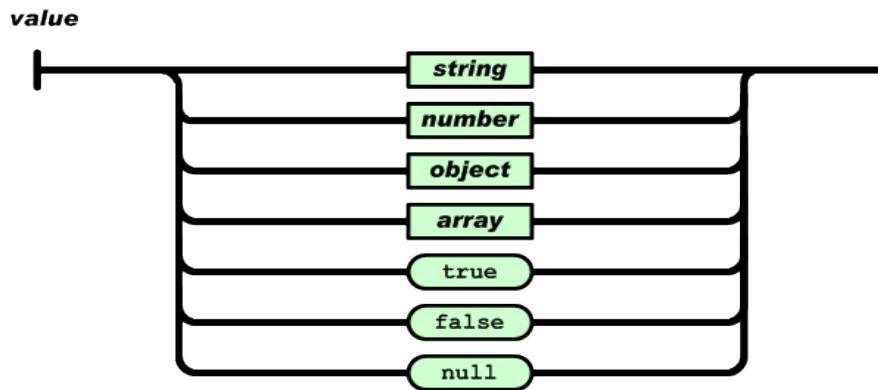 value
string
number
object
array
true
false
null